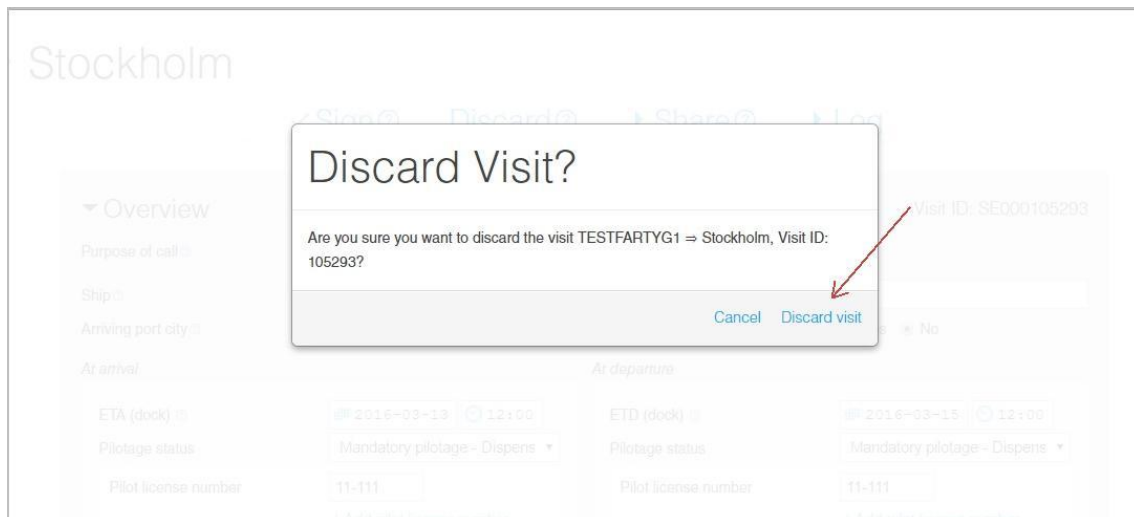 Stockholm
Sign Discard Share Log
Discard Visit?
Overview
Visit ID: SE000105293
Are you sure you want to discard the visit TESTFARTYG1 ⇒ Stockholm, Visit ID:
105293?
Purpose of call
Ship
Cancel Discard visit
Arriving port city
No
At arrival At departure
ETA (dock) 2016-03-13 12:00 ETD (dock) 2016-03-15 12:00
Pilotage status Mandatory pilotage - Dispens Pilotage status Mandatory pilotage - Dispens
Pilot license number 11-111 Pilot license number 11-111